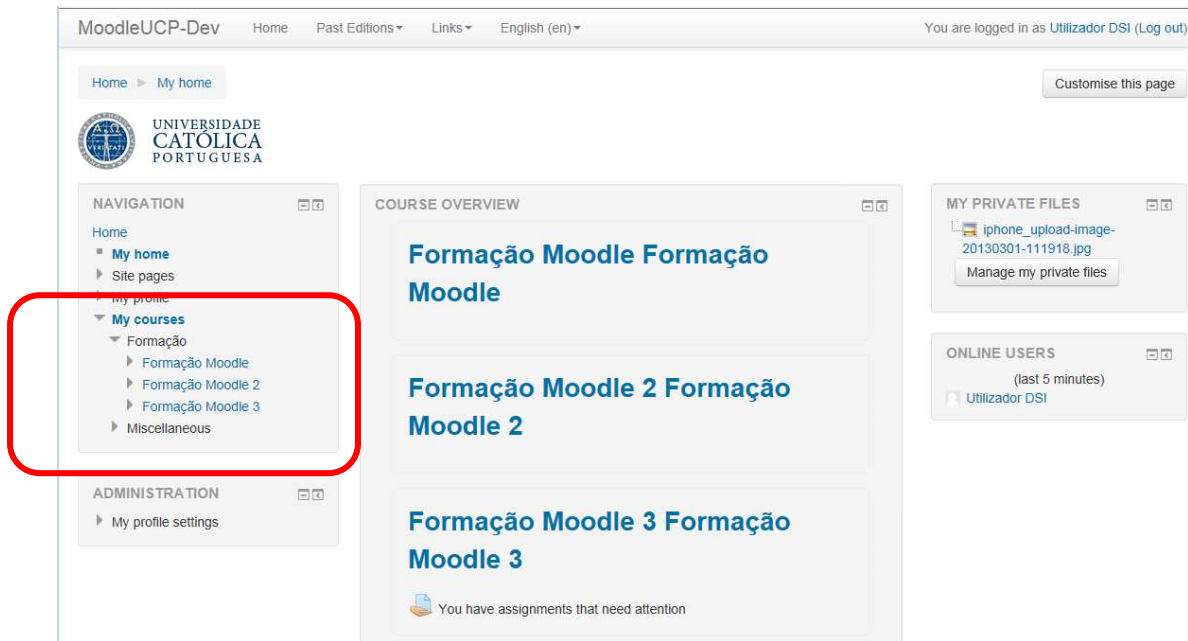 MoodleUCP-Dev Home Past Editions Links English (en) You are logged in as Utilizador DSI (Log out)
Home My home
Customise this page
UNIVERSIDADE
CATÓLICA
PORTUGUESA
NAVIGATION
Home
My home
Site pages
My profile
My courses
Formação
Formação Moodle
Formação Moodle 2
Formação Moodle 3
Miscellaneous
ADMINISTRATION
My profile settings
COURSE OVERVIEW
Formação Moodle Formação
Moodle
Formação Moodle 2 Formação
Moodle 2
Formação Moodle 3 Formação
Moodle 3
You have assignments that need attention
MY PRIVATE FILES
iphone_upload-image-
20130301-111918.jpg
Manage my private files
ONLINE USERS
(last 5 minutes)
Utilizador DSI